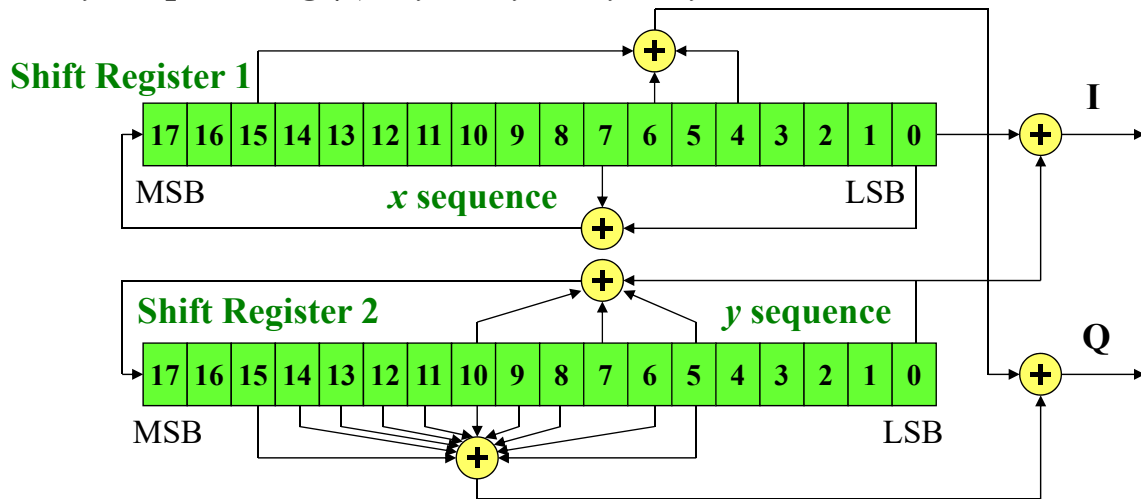 Shift Register 1
I
17 16 15 14 13 12 11 10 9 8 7 6 5 4 3 2 1 0
MSB
x sequence
LSB
Shift Register 2
y sequence
Q
17 16 15 14 13 12 11 10 9 8 7 6 5 4 3 2 1 0
MSB
LSB